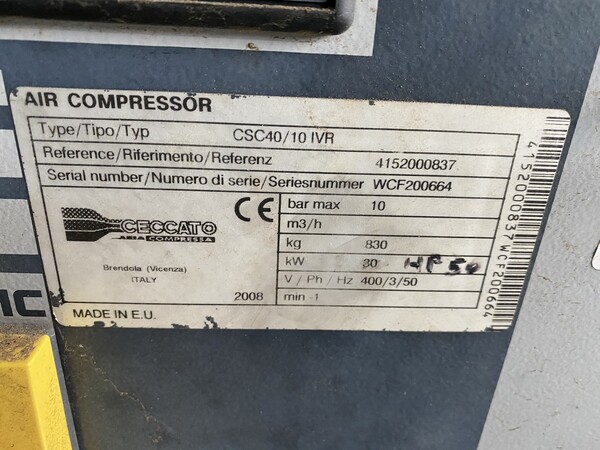 AIR COMPRESSOR
Type/Tipo/Typ CSC40/10 IVR
Reference/Riferimento/Referenz 4152000837
Serial number/Numero di serie/Seriesnummer WCF200664
CECCATO
ARIA COMPRESSA
Brendola (Vicenza)
ITALY
CE
2008
bar max 10
m3/h
kg 830
kW 30 HP 50
V / Ph / Hz 400/3/50
min -1
MADE IN E.U.
4152000837WCF200664
MC